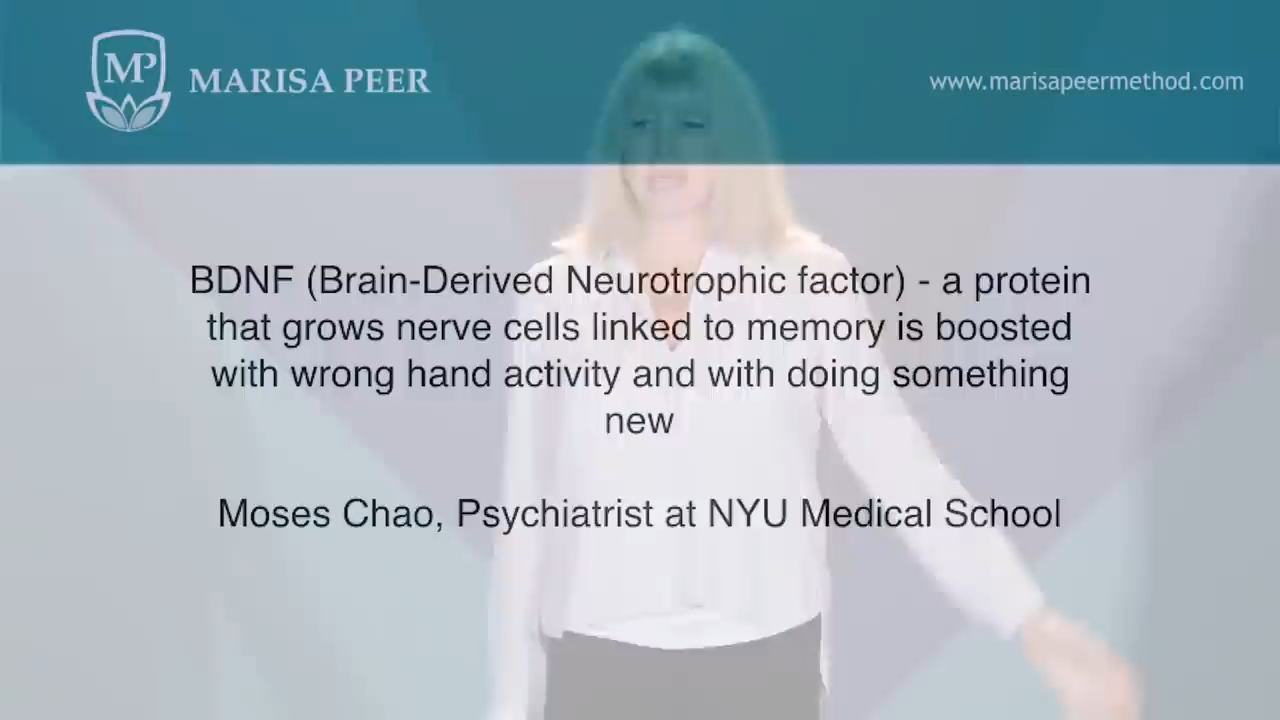 MP
MARISA PEER
www.marisapeermethod.com
BDNF (Brain-Derived Neurotrophic factor) - a protein
that grows nerve cells linked to memory is boosted
with wrong hand activity and with doing something
new
Moses Chao, Psychiatrist at NYU Medical School